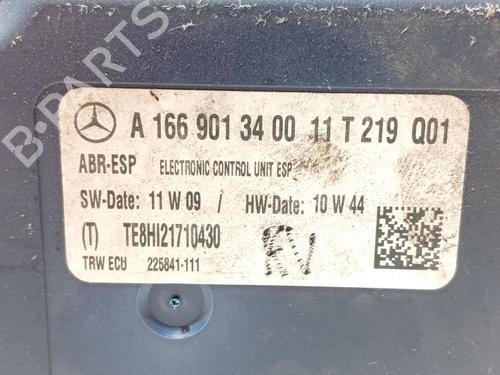 B-PARTS
A 166 901 34 00 11 T 219 Q01
ABR-ESP ELECTRONIC CONTROL UNIT ESP
SW-Date: 11 W 09 / HW-Date: 10 W 44
(T) TE8HI21710430
TRW ECU 225841-111